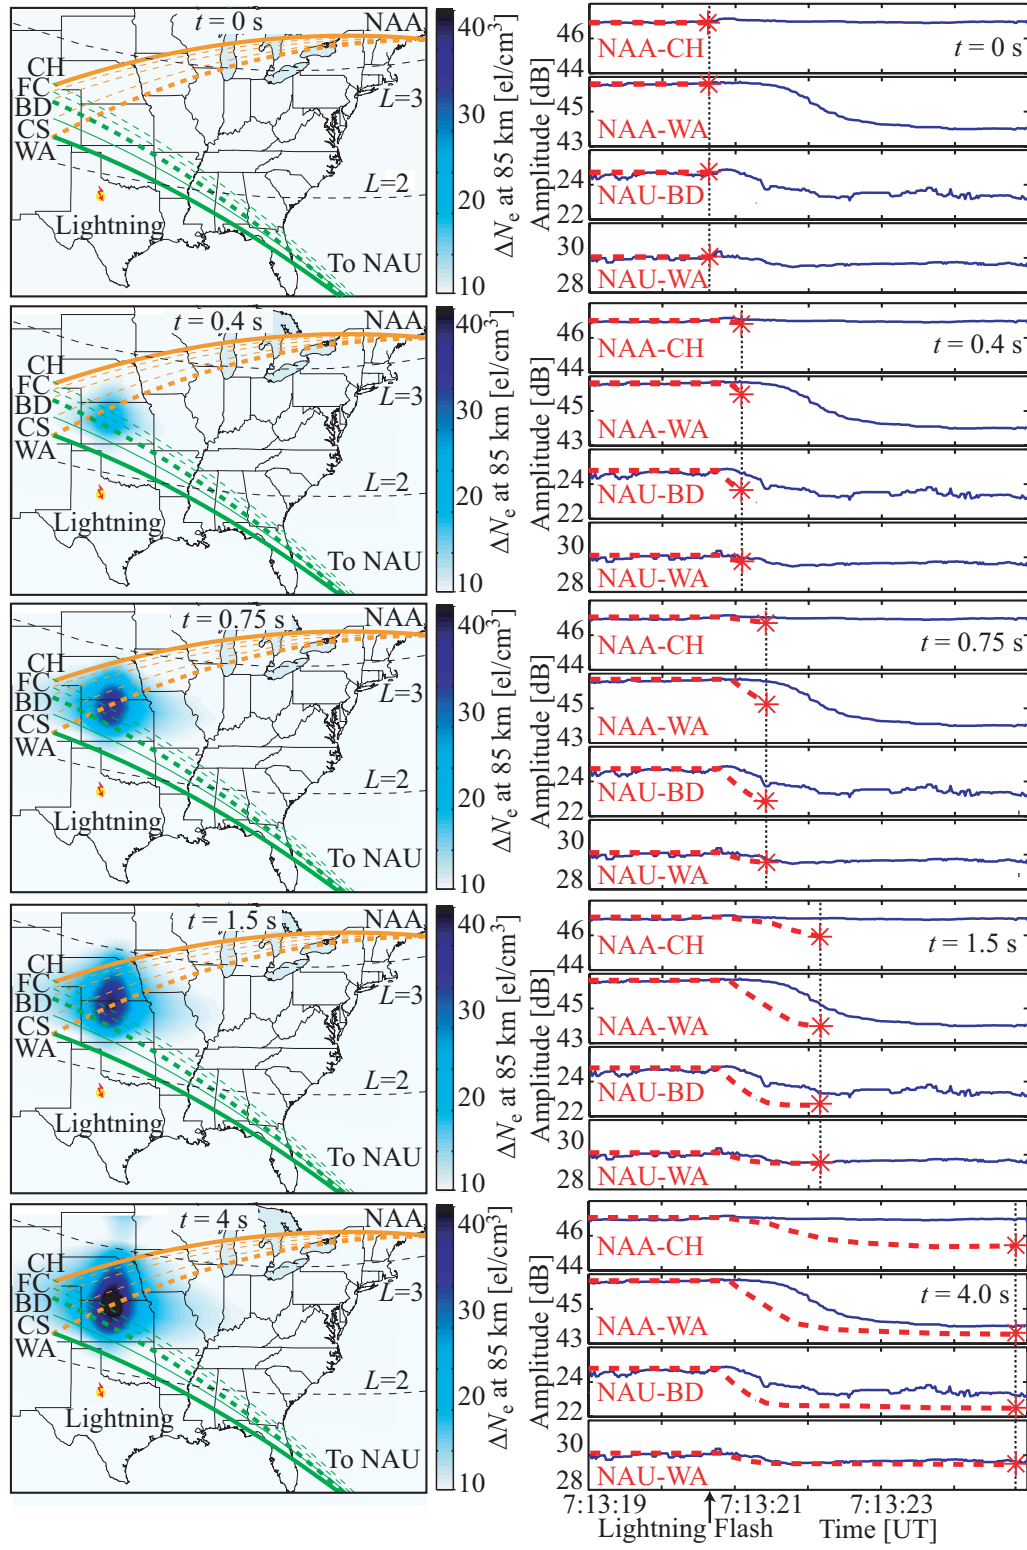 t = 0 s
NAA
CH
FC
BD
CS
WA
L=3
L=2
Lightning
To NAU
40
30
20
10
ΔNe at 85 km [el/cm³]
46
44
NAA-CH
t = 0 s
45
43
NAA-WA
24
22
NAU-BD
30
28
NAU-WA
Amplitude [dB]
t = 0.4 s
NAA
CH
FC
BD
CS
WA
L=3
L=2
Lightning
To NAU
40
30
20
10
ΔNe at 85 km [el/cm³]
46
44
NAA-CH
t = 0.4 s
45
43
NAA-WA
24
22
NAU-BD
30
28
NAU-WA
Amplitude [dB]
t = 0.75 s
NAA
CH
FC
BD
CS
WA
L=3
L=2
Lightning
To NAU
40
30
20
10
ΔNe at 85 km [el/cm³]
46
44
NAA-CH
t = 0.75 s
45
43
NAA-WA
24
22
NAU-BD
30
28
NAU-WA
Amplitude [dB]
t = 1.5 s
NAA
CH
FC
BD
CS
WA
L=3
L=2
Lightning
To NAU
40
30
20
10
ΔNe at 85 km [el/cm³]
46
44
NAA-CH
t = 1.5 s
45
43
NAA-WA
24
22
NAU-BD
30
28
NAU-WA
Amplitude [dB]
t = 4 s
NAA
CH
FC
BD
CS
WA
L=3
L=2
Lightning
To NAU
40
30
20
10
ΔNe at 85 km [el/cm³]
46
44
NAA-CH
45
43
NAA-WA
t = 4.0 s
24
22
NAU-BD
30
28
NAU-WA
Amplitude [dB]
7:13:19
7:13:21
7:13:23
Lightning Flash
Time [UT]